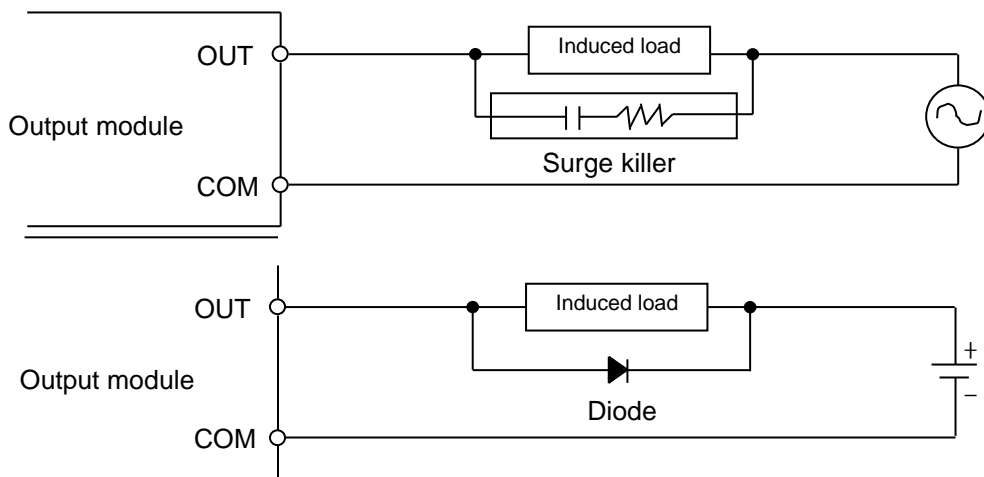 OUT
Induced load
Output module
Surge killer
COM
OUT
Induced load
+
Output module
−
Diode
COM